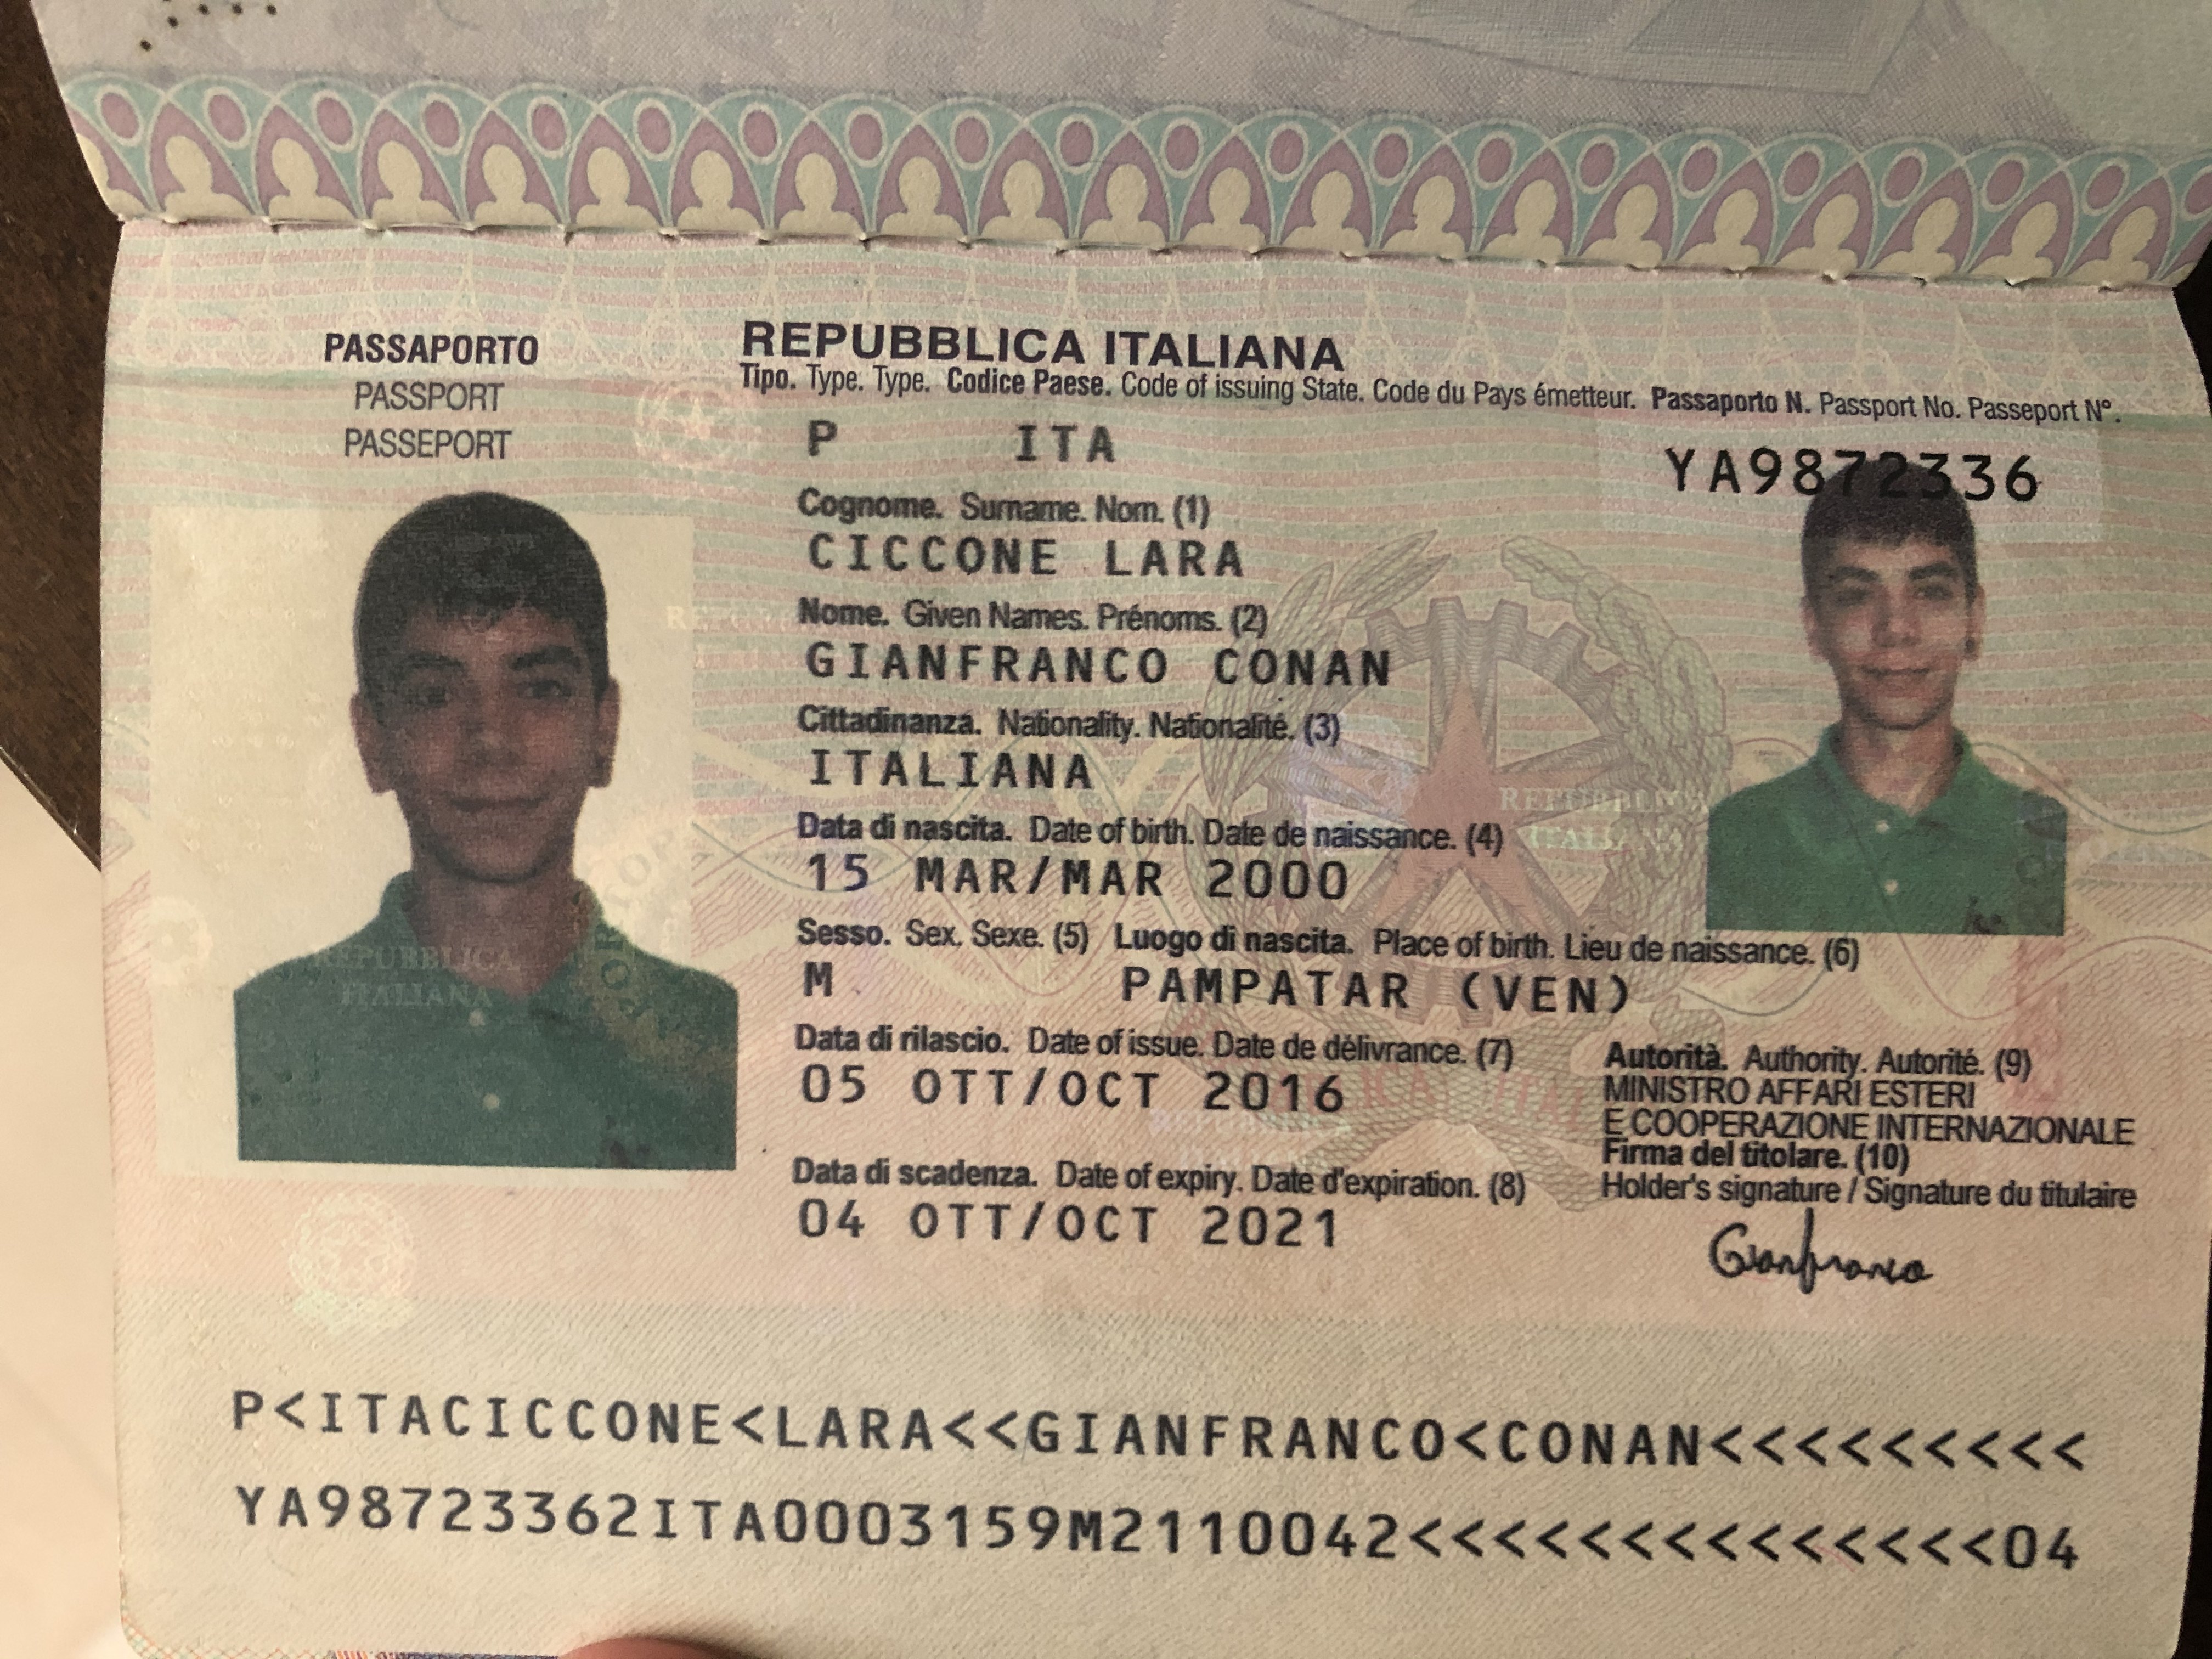 PASSAPORTO
PASSPORT
PASSEPORT
REPUBBLICA ITALIANA
Tipo. Type. Type. Codice Paese. Code of issuing State. Code du Pays émetteur. Passaporto N. Passport No. Passeport N°.
P ITA YA9872336
Cognome. Surname. Nom. (1)
CICCONE LARA
Nome. Given Names. Prénoms. (2)
GIANFRANCO CONAN
Cittadinanza. Nationality. Nationalité. (3)
ITALIANA
Data di nascita. Date of birth. Date de naissance. (4)
15 MAR/MAR 2000
Sesso. Sex. Sexe. (5) Luogo di nascita. Place of birth. Lieu de naissance. (6)
M PAMPATAR (VEN)
Data di rilascio. Date of issue. Date de délivrance. (7)
05 OTT/OCT 2016
Data di scadenza. Date of expiry. Date d'expiration. (8)
04 OTT/OCT 2021
Autorità. Authority. Autorité. (9)
MINISTRO AFFARI ESTERI
E COOPERAZIONE INTERNAZIONALE
Firma del titolare. (10)
Holder's signature / Signature du titulaire
Gianfranco
REPUBBLICA
ITALIANA
REPUBBLICA
ITALIANA
P<ITACICCONE<LARA<<GIANFRANCO<CONAN<<<<<<<<<
YA98723362ITA0003159M2110042<<<<<<<<<<<<<<04